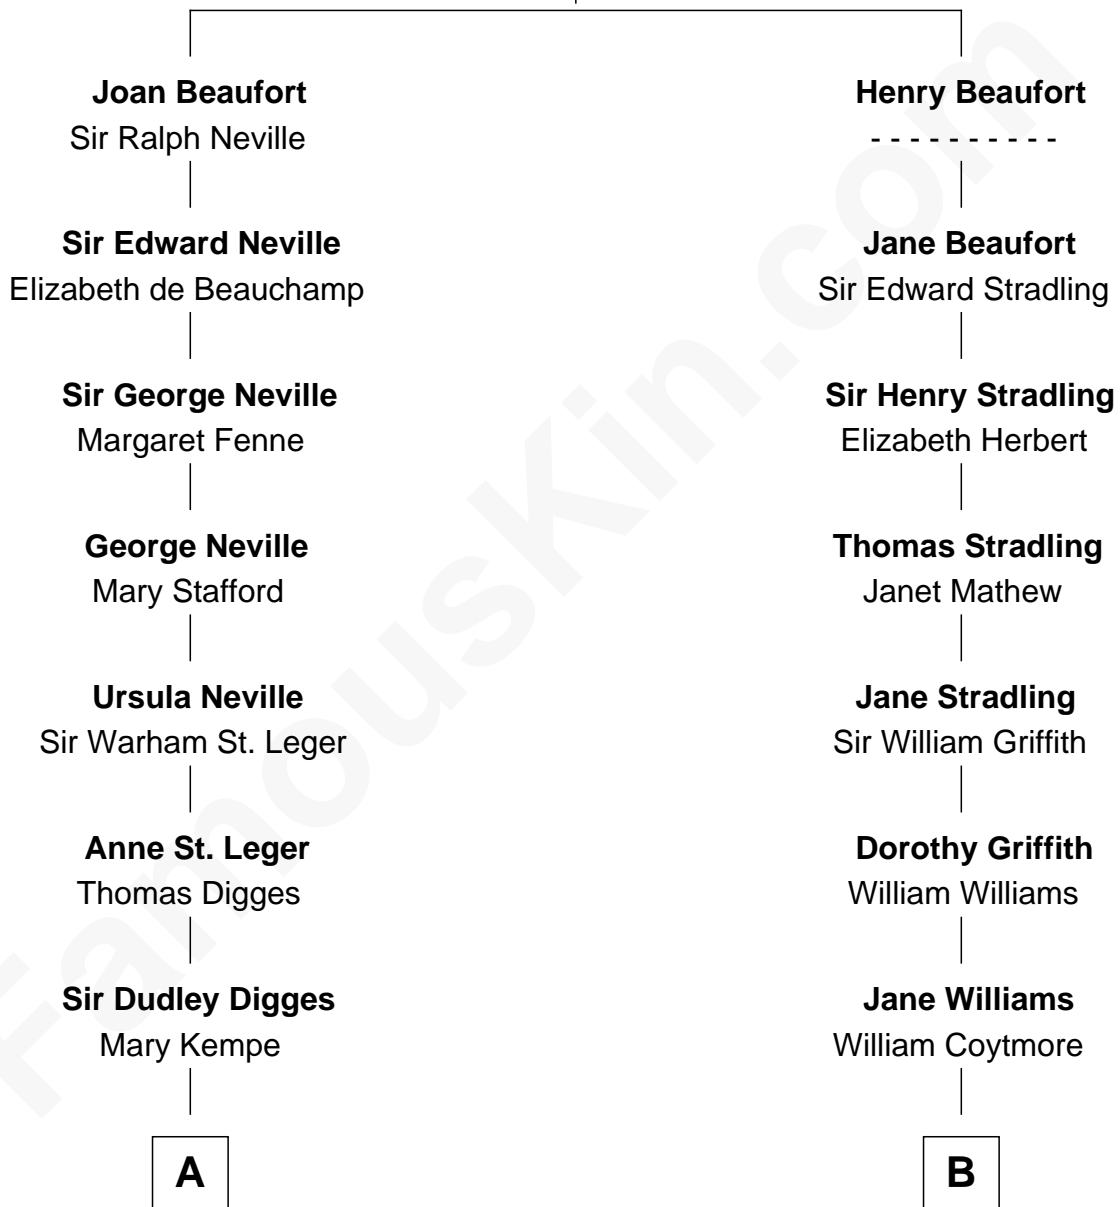 Joan Beaufort
Sir Ralph Neville
Henry Beaufort
- - - - - - - - - -
Sir Edward Neville
Elizabeth de Beauchamp
Jane Beaufort
Sir Edward Stradling
Sir George Neville
Margaret Fenne
Sir Henry Stradling
Elizabeth Herbert
George Neville
Mary Stafford
Thomas Stradling
Janet Mathew
Ursula Neville
Sir Warham St. Leger
Jane Stradling
Sir William Griffith
Anne St. Leger
Thomas Digges
Dorothy Griffith
William Williams
Sir Dudley Digges
Mary Kempe
Jane Williams
William Coytmore
A
B
FamousKin.com